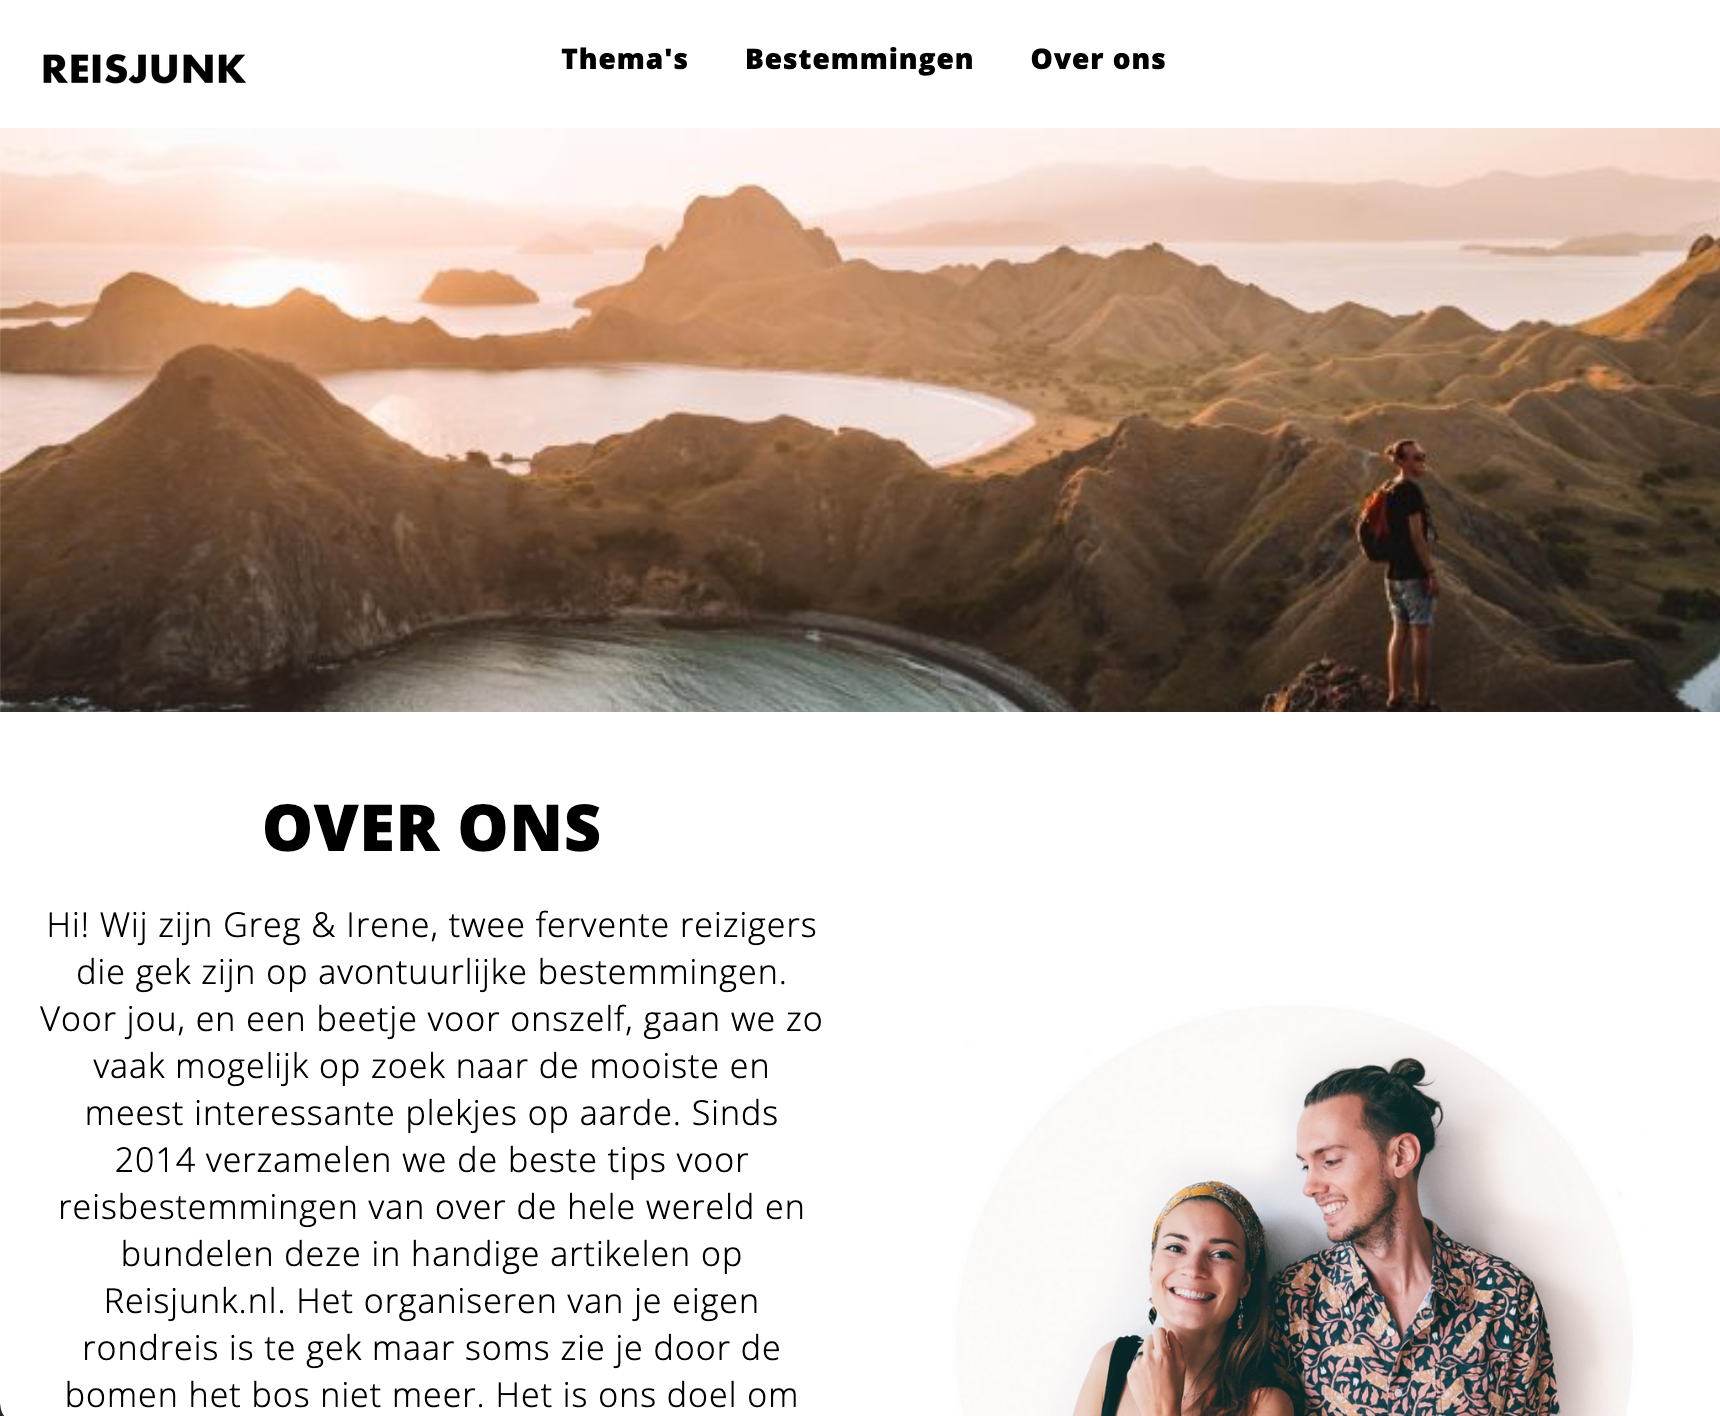 REISJUNK
Thema's
Bestemmingen
Over ons
OVER ONS
Hi! Wij zijn Greg & Irene, twee fervente reizigers
die gek zijn op avontuurlijke bestemmingen.
Voor jou, en een beetje voor onszelf, gaan we zo
vaak mogelijk op zoek naar de mooiste en
meest interessante plekjes op aarde. Sinds
2014 verzamelen we de beste tips voor
reisbestemmingen van over de hele wereld en
bundelen deze in handige artikelen op
Reisjunk.nl. Het organiseren van je eigen
rondreis is te gek maar soms zie je door de
bomen het bos niet meer. Het is ons doel om